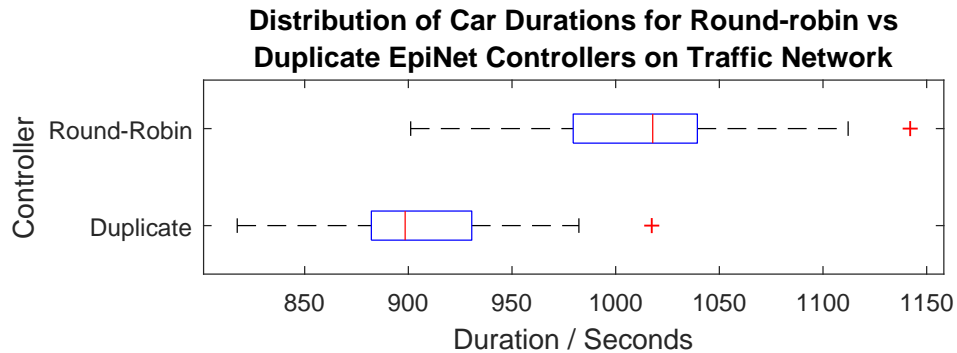 Distribution of Car Durations for Round-robin vs
Duplicate EpiNet Controllers on Traffic Network
Controller
Round-Robin
Duplicate
850 900 950 1000 1050 1100 1150
Duration / Seconds